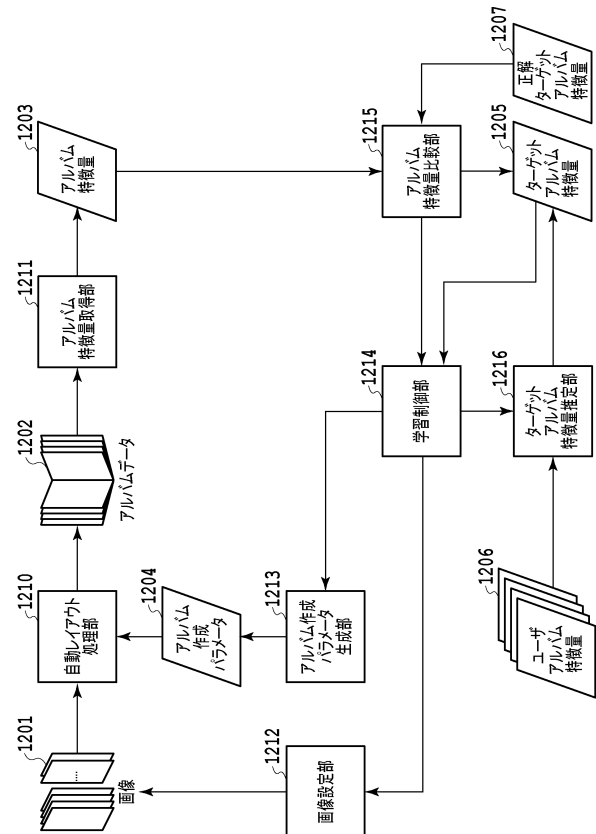 1201
....
画像
1210
自動レイアウト
処理部
1202
アルバムデータ
1211
アルバム
特徴量取得部
1203
アルバム
特徴量
1204
アルバム
作成
パラメータ
1212
画像設定部
1213
アルバム作成
パラメータ
生成部
1214
学習制御部
1215
アルバム
特徴量比較部
1206
ユーザ
アルバム
特徴量
1216
ターゲット
アルバム
特徴量推定部
1205
ターゲット
アルバム
特徴量
1207
正解
ターゲット
アルバム
特徴量